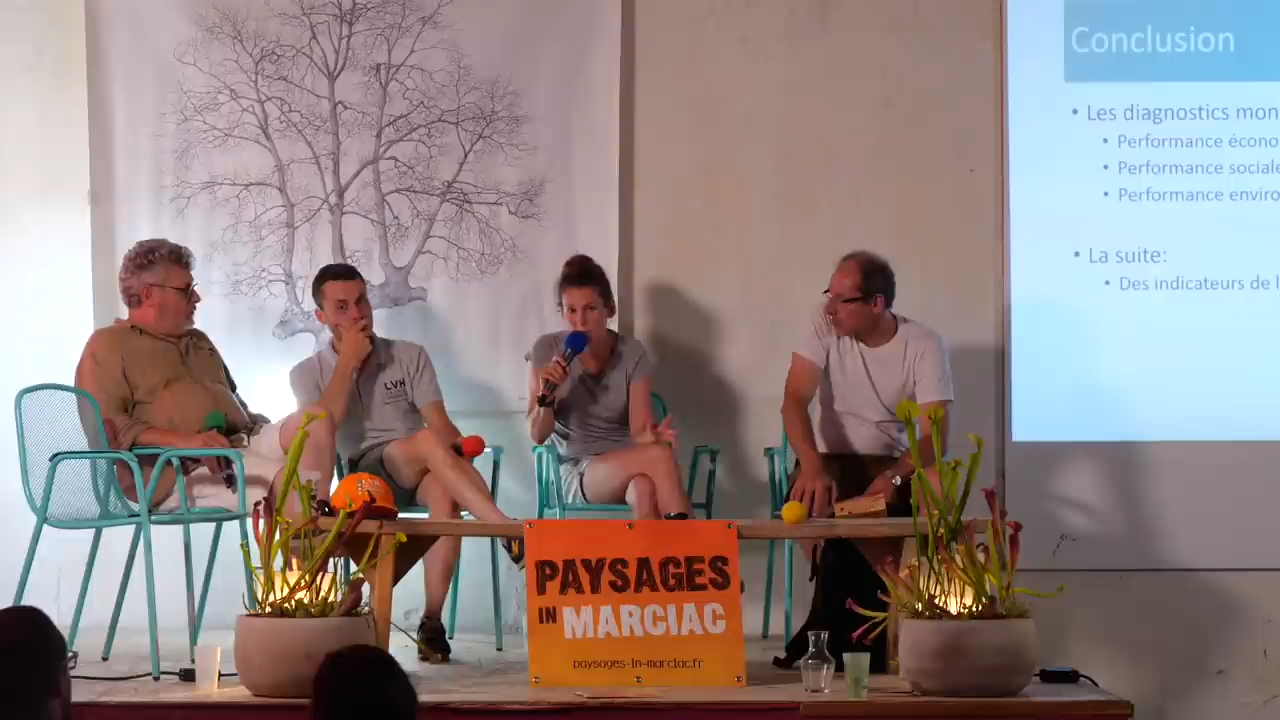 Conclusion
• Les diagnostics mon
• Performance écono
• Performance sociale
• Performance enviro
• La suite:
• Des indicateurs de l
LVH
PAYSAGES
IN MARCIAC
paysages-in-marciac.fr